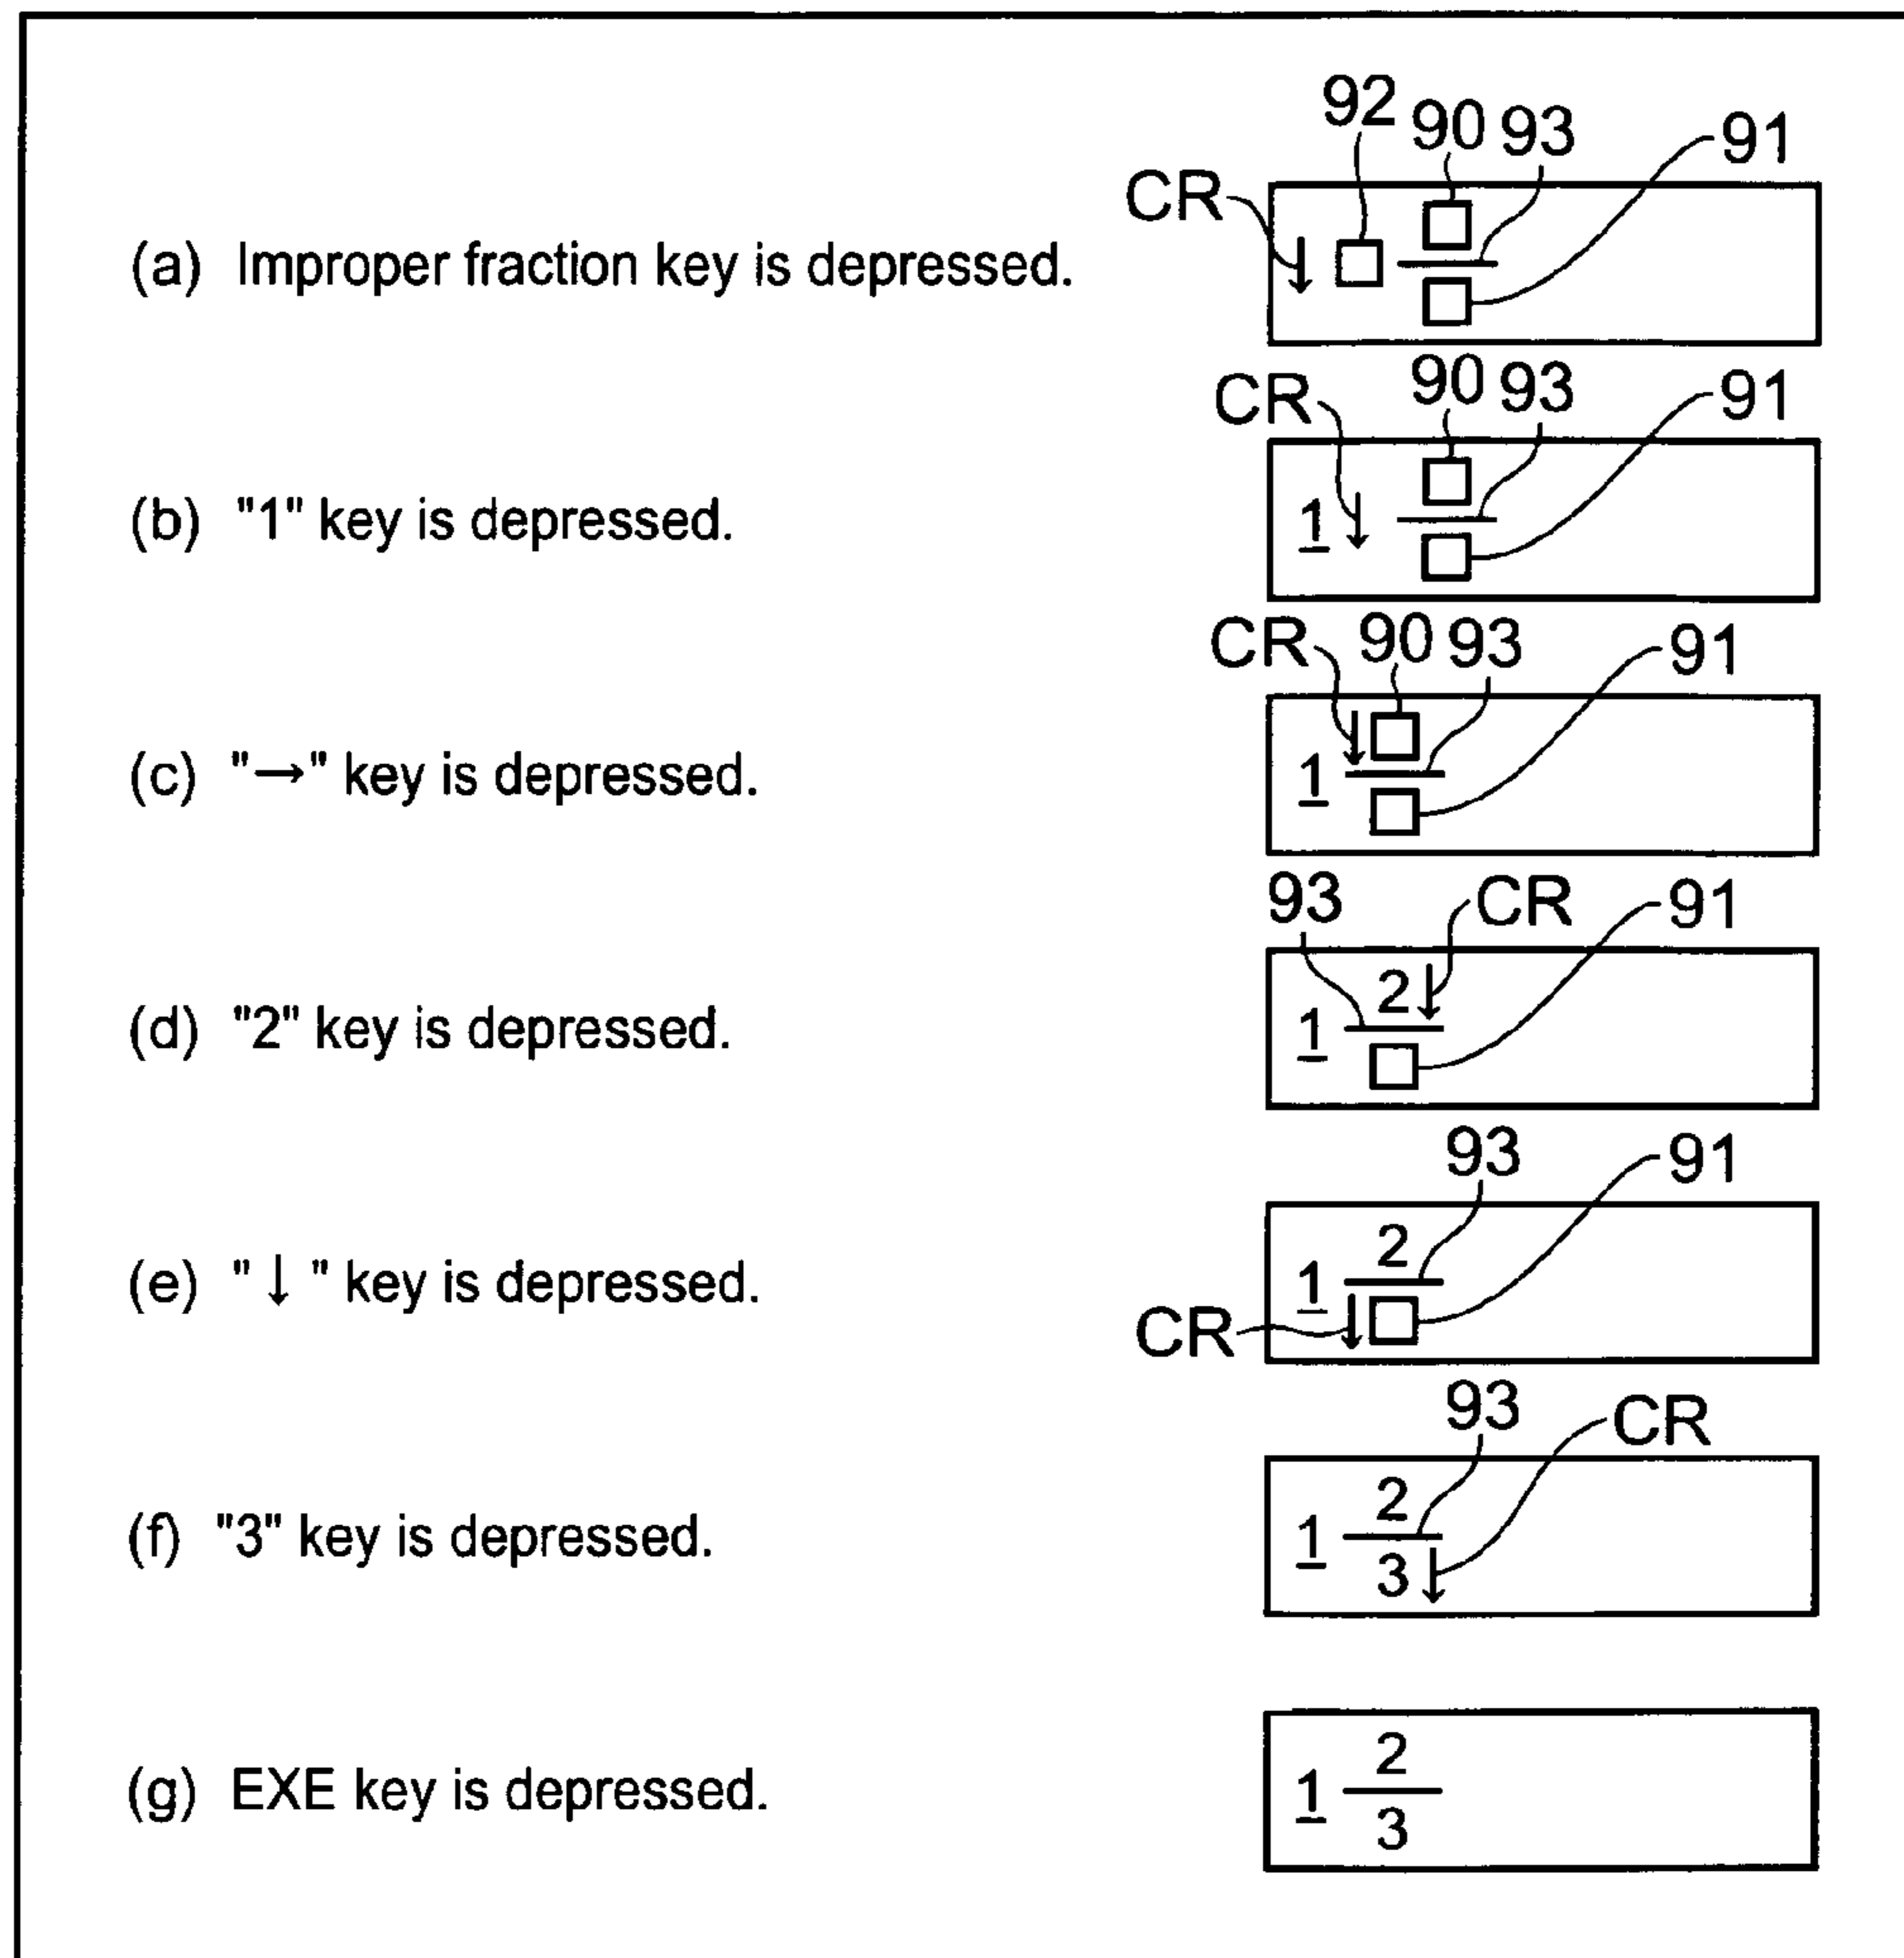 92 90 93 91
CR
(a) Improper fraction key is depressed.
CR 90 93 91
(b) "1" key is depressed.
1
CR 90 93 91
(c) "→" key is depressed.
1
93 CR 91
(d) "2" key is depressed.
2
1
93 91
(e) "↓" key is depressed.
2
1
CR
93 CR
(f) "3" key is depressed.
2
1
3
(g) EXE key is depressed.
2
1
3